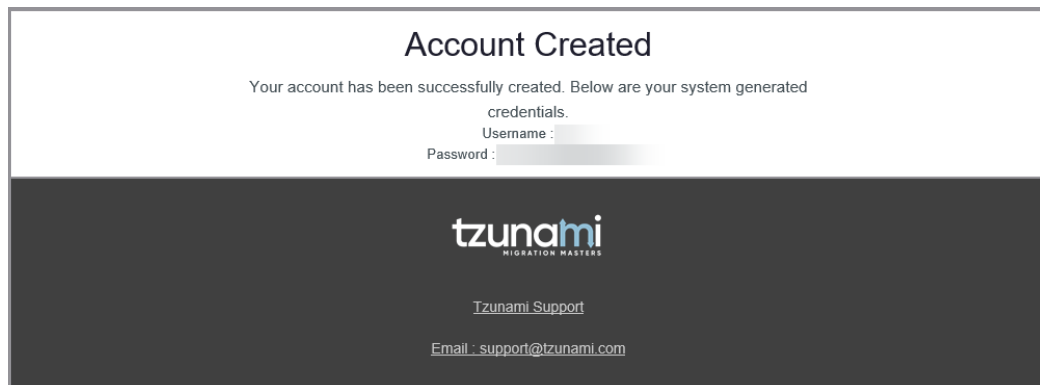 Account Created
Your account has been successfully created. Below are your system generated
credentials.
Username :
Password :
tzunami
MIGRATION MASTERS
Tzunami Support
Email : support@tzunami.com